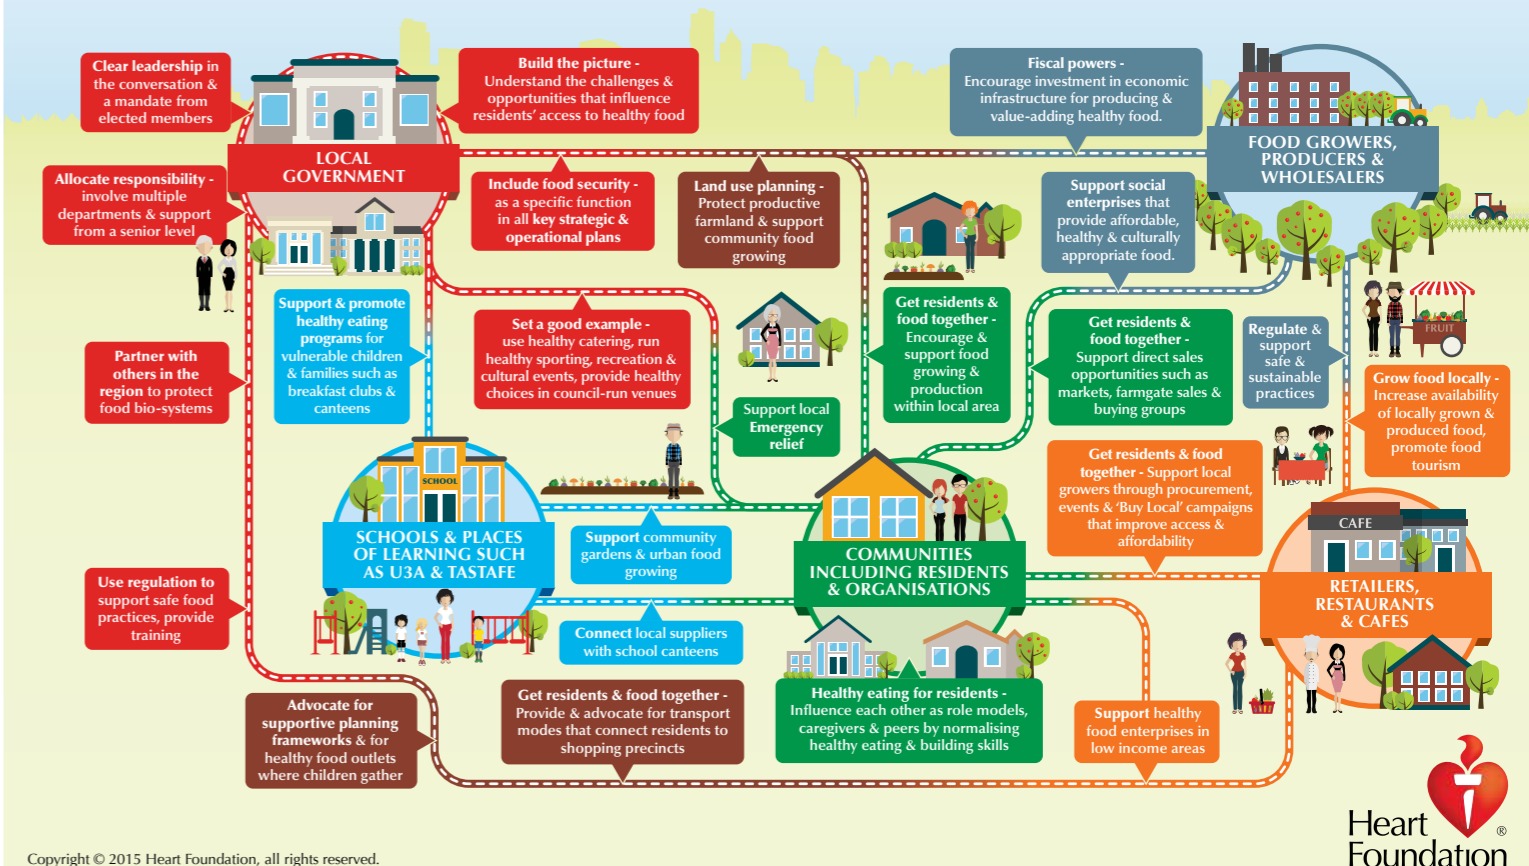 Clear leadership in
the conversation &
a mandate from
elected members
Build the picture -
Understand the challenges &
opportunities that influence
residents' access to healthy food
Fiscal powers -
Encourage investment in economic
infrastructure for producing &
value-adding healthy food.
LOCAL
GOVERNMENT
FOOD GROWERS,
PRODUCERS &
WHOLESALERS
Allocate responsibility -
involve multiple
departments & support
from a senior level
Include food security -
as a specific function
in all key strategic &
operational plans
Land use planning -
Protect productive
farmland & support
community food
growing
Support social
enterprises that
provide affordable,
healthy & culturally
appropriate food.
Support & promote
healthy eating
programs for
vulnerable children
& families such as
breakfast clubs &
canteens
Set a good example -
use healthy catering, run
healthy sporting, recreation &
cultural events, provide healthy
choices in council-run venues
Get residents &
food together -
Encourage &
support food
growing &
production
within local area
Get residents &
food together -
Support direct sales
opportunities such as
markets, farmgate sales &
buying groups
Regulate &
support
safe &
sustainable
practices
FRUIT
Partner with
others in the
region to protect
food bio-systems
Support local
Emergency
relief
Grow food locally -
Increase availability
of locally grown &
produced food,
promote food
tourism
Get residents & food
together - Support local
growers through procurement,
events & 'Buy Local' campaigns
that improve access &
affordability
SCHOOL
SCHOOLS & PLACES
OF LEARNING SUCH
AS U3A & TASTAFE
Support community
gardens & urban food
growing
COMMUNITIES
INCLUDING RESIDENTS
& ORGANISATIONS
CAFE
RETAILERS,
RESTAURANTS
& CAFES
Use regulation to
support safe food
practices, provide
training
Connect local suppliers
with school canteens
Advocate for
supportive planning
frameworks & for
healthy food outlets
where children gather
Get residents & food together -
Provide & advocate for transport
modes that connect residents to
shopping precincts
Healthy eating for residents -
Influence each other as role models,
caregivers & peers by normalising
healthy eating & building skills
Support healthy
food enterprises in
low income areas
Heart
Foundation
®
Copyright © 2015 Heart Foundation, all rights reserved.